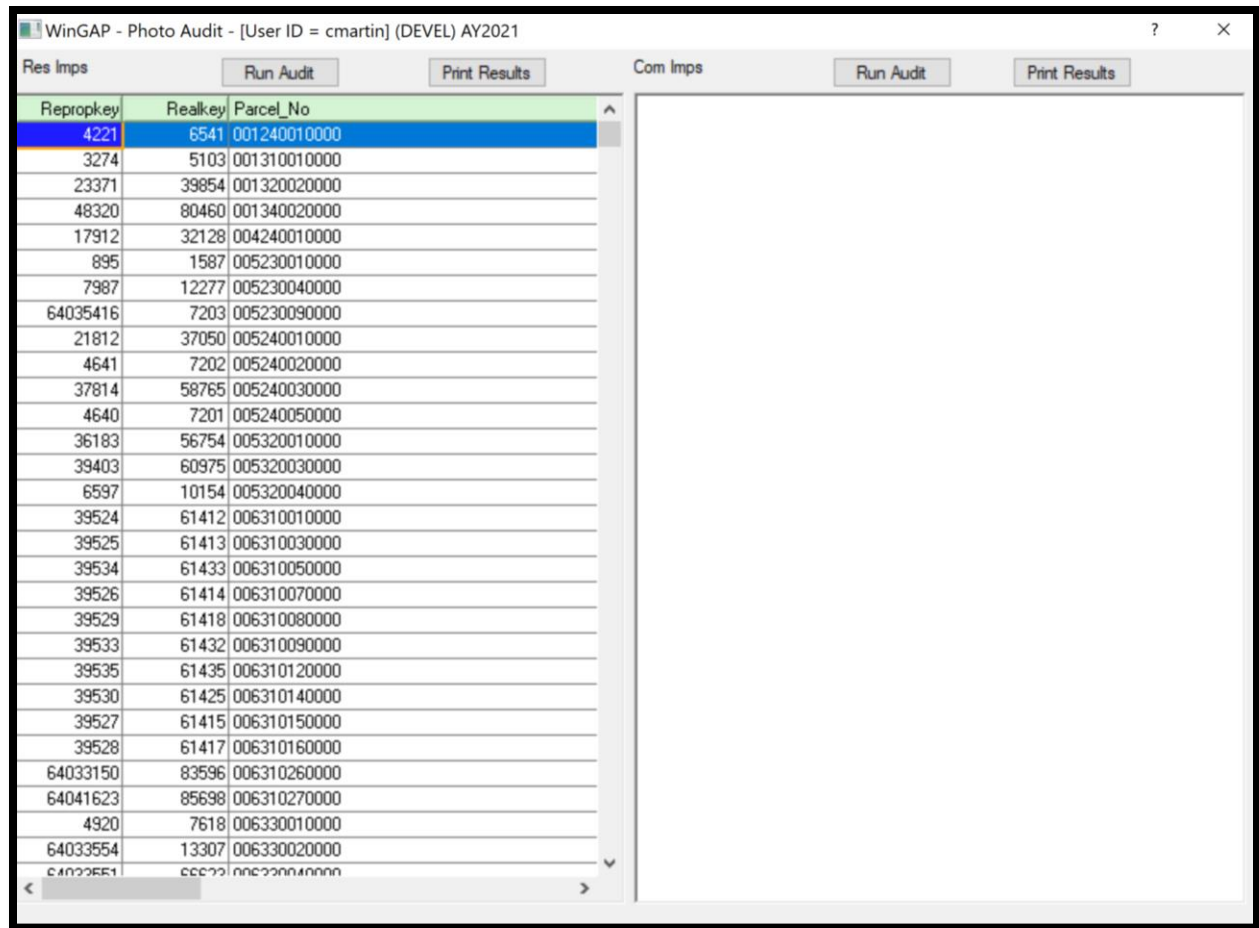 WinGAP - Photo Audit - [User ID = cmartin] (DEVEL) AY2021 ? ×
Res Imps Run Audit Print Results Com Imps Run Audit Print Results
Repropkey Realkey Parcel_No
4221 6541 001240010000
3274 5103 001310010000
23371 39854 001320020000
48320 80460 001340020000
17912 32128 004240010000
895 1587 005230010000
7987 12277 005230040000
64035416 7203 005230090000
21812 37050 005240010000
4641 7202 005240020000
37814 58765 005240030000
4640 7201 005240050000
36183 56754 005320010000
39403 60975 005320030000
6597 10154 005320040000
39524 61412 006310010000
39525 61413 006310030000
39534 61433 006310050000
39526 61414 006310070000
39529 61418 006310080000
39533 61432 006310090000
39535 61435 006310120000
39530 61425 006310140000
39527 61415 006310150000
39528 61417 006310160000
64033150 83596 006310260000
64041623 85698 006310270000
4920 7618 006330010000
64033554 13307 006330020000